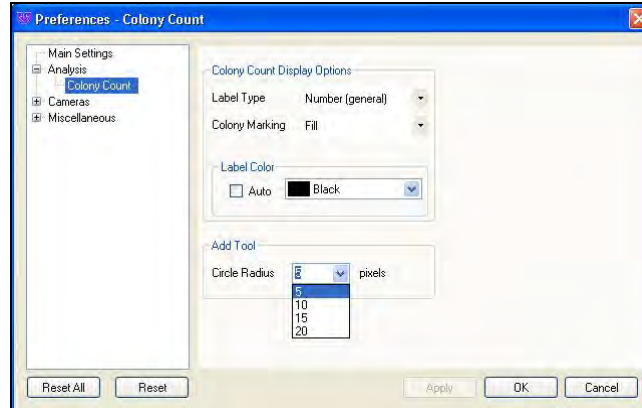 Preferences - Colony Count
Main Settings
Analysis
Colony Count
Cameras
Miscellaneous
Colony Count Display Options
Label Type Number (general)
Colony Marking Fill
Label Color
Auto Black
Add Tool
Circle Radius 5 pixels
5
10
15
20
Reset All Reset Apply OK Cancel